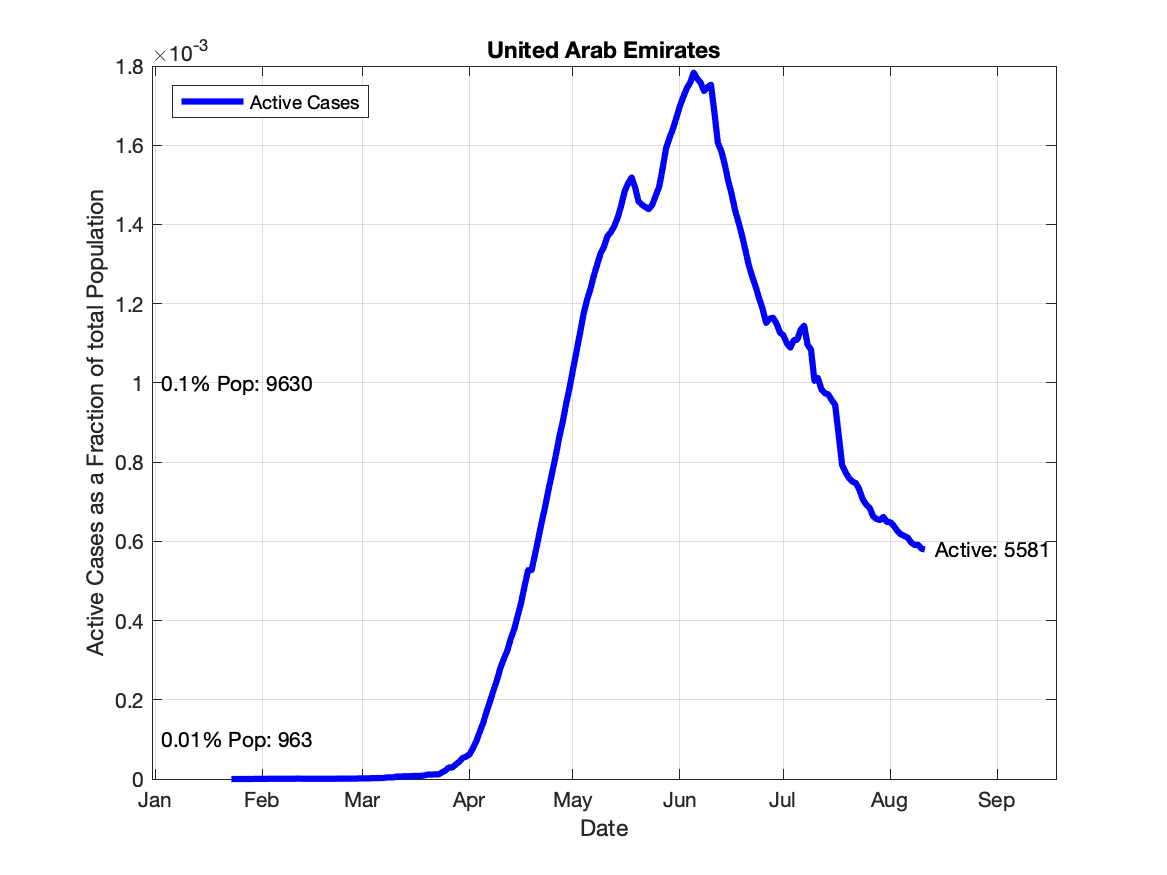 United Arab Emirates
×10-3
1.8
1.6
1.4
1.2
1
0.8
0.6
0.4
0.2
0
Active Cases
0.1% Pop: 9630
0.01% Pop: 963
Active: 5581
Active Cases as a Fraction of total Population
Jan Feb Mar Apr May Jun Jul Aug Sep
Date